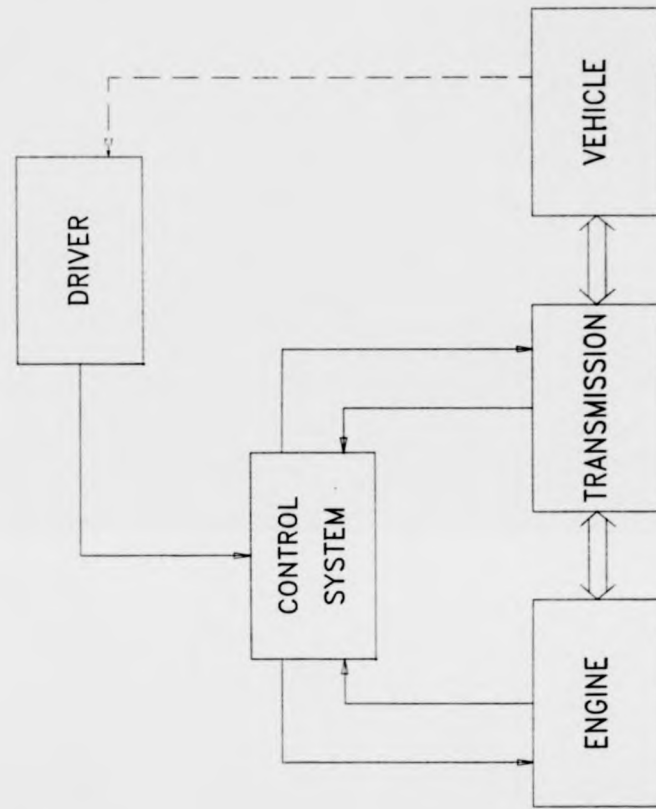 DRIVER
CONTROL
SYSTEM
ENGINE
TRANSMISSION
VEHICLE